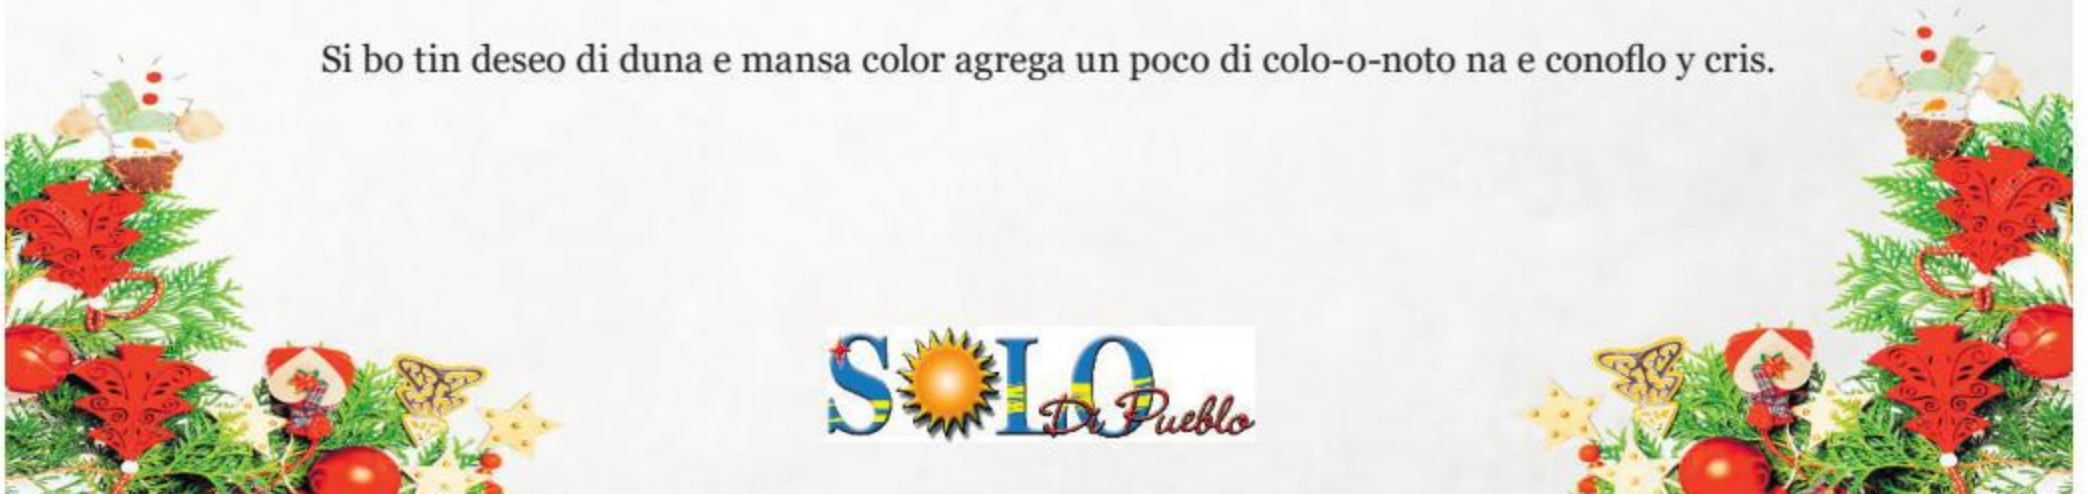 Si bo tin deseo di duna e mansa color agrega un poco di colo-o-noto na e conoflo y cris.
SOLO
Di Pueblo